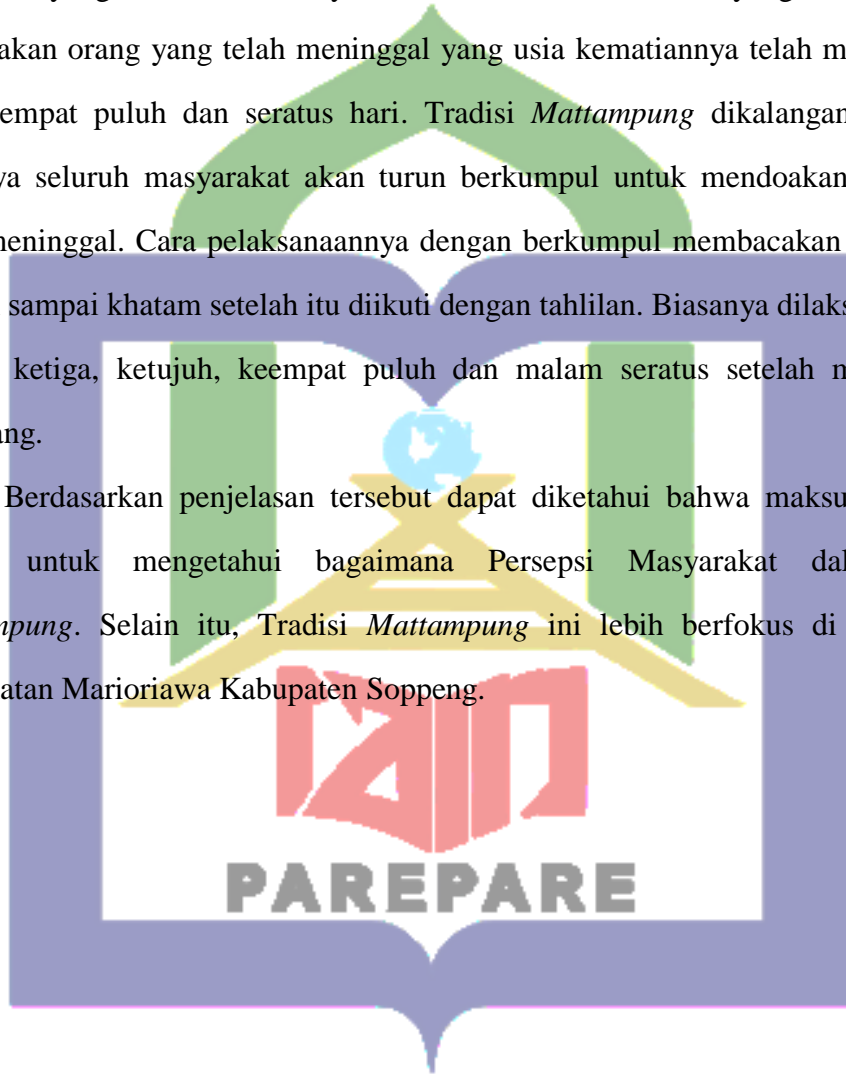 akan orang yang telah meninggal yang usia kematiannya telah m
empat puluh dan seratus hari. Tradisi Mattampung dikalangan
ya seluruh masyarakat akan turun berkumpul untuk mendoakan
meninggal. Cara pelaksanaannya dengan berkumpul membacakan
sampai khatam setelah itu diikuti dengan tahlilan. Biasanya dilaks
ketiga, ketujuh, keempat puluh dan malam seratus setelah m
ang.
Berdasarkan penjelasan tersebut dapat diketahui bahwa maksu
untuk mengetahui bagaimana Persepsi Masyarakat dal
mpung. Selain itu, Tradisi Mattampung ini lebih berfokus di
atan Marioriawa Kabupaten Soppeng.
iain
PAREPARE